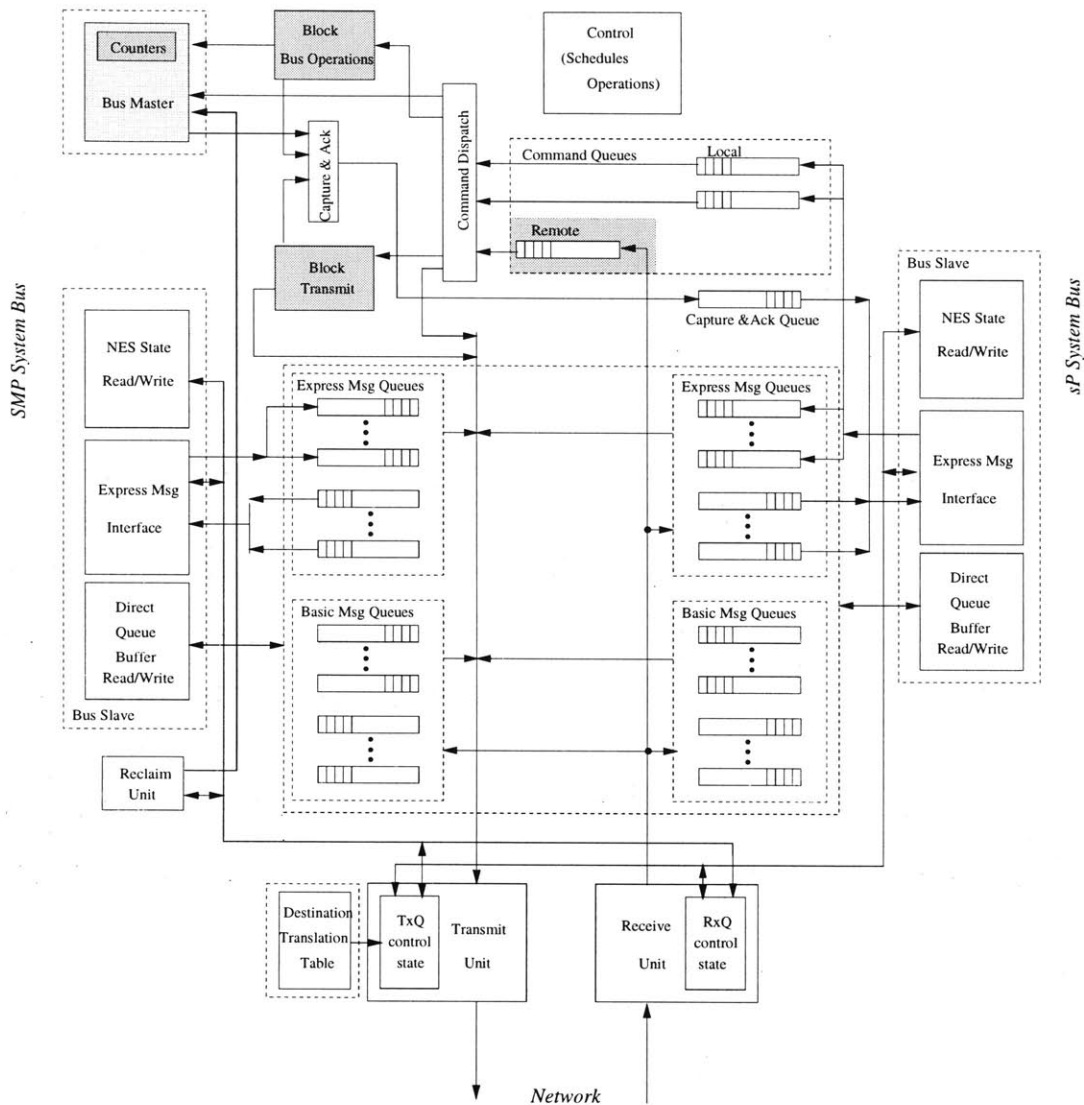 Counters
Bus Master
Block
Bus Operations
Control
(Schedules
Operations)
Capture & Ack
Command Dispatch
Command Queues
Local
Remote
Block
Transmit
Capture &Ack Queue
SMP System Bus
sP System Bus
NES State
Read/Write
Express Msg
Interface
Direct
Queue
Buffer
Read/Write
Bus Slave
Express Msg Queues
Basic Msg Queues
Express Msg Queues
Basic Msg Queues
Bus Slave
NES State
Read/Write
Express Msg
Interface
Direct
Queue
Buffer
Read/Write
Reclaim
Unit
Destination
Translation
Table
TxQ
control
state
Transmit
Unit
Receive
Unit
RxQ
control
state
Network